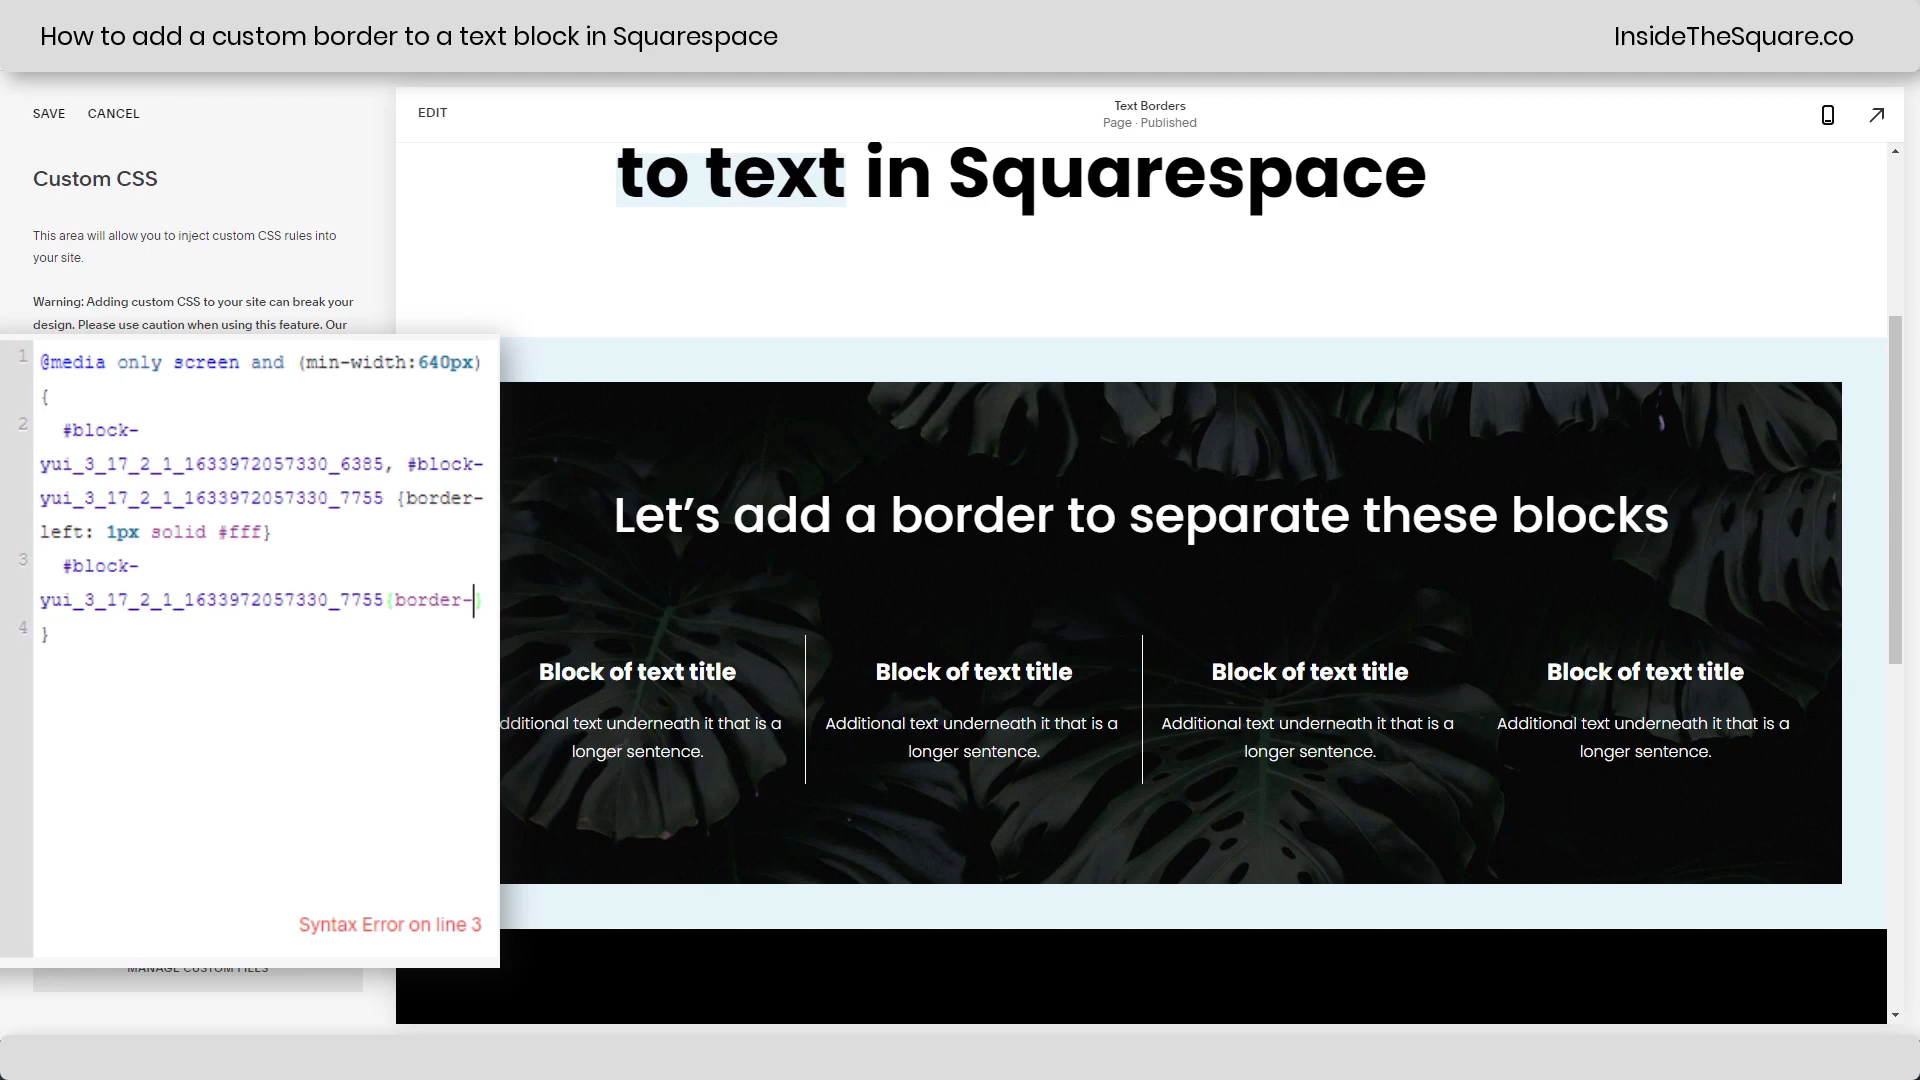 How to add a custom border to a text block in Squarespace
InsideTheSquare.co
SAVE CANCEL
EDIT
Text Borders
Page · Published
Custom CSS
This area will allow you to inject custom CSS rules into
your site.
Warning: Adding custom CSS to your site can break your
design. Please use caution when using this feature. Our
1 @media only screen and (min-width:640px)
{
2 #block-
yui_3_17_2_1_1633972057330_6385, #block-
yui_3_17_2_1_1633972057330_7755 {border-
left: 1px solid #fff}
3 #block-
yui_3_17_2_1_1633972057330_7755{border-}
4 }
Syntax Error on line 3
MANAGE CUSTOM FILES
to text in Squarespace
Let’s add a border to separate these blocks
Block of text title
dditional text underneath it that is a
longer sentence.
Block of text title
Additional text underneath it that is a
longer sentence.
Block of text title
Additional text underneath it that is a
longer sentence.
Block of text title
Additional text underneath it that is a
longer sentence.